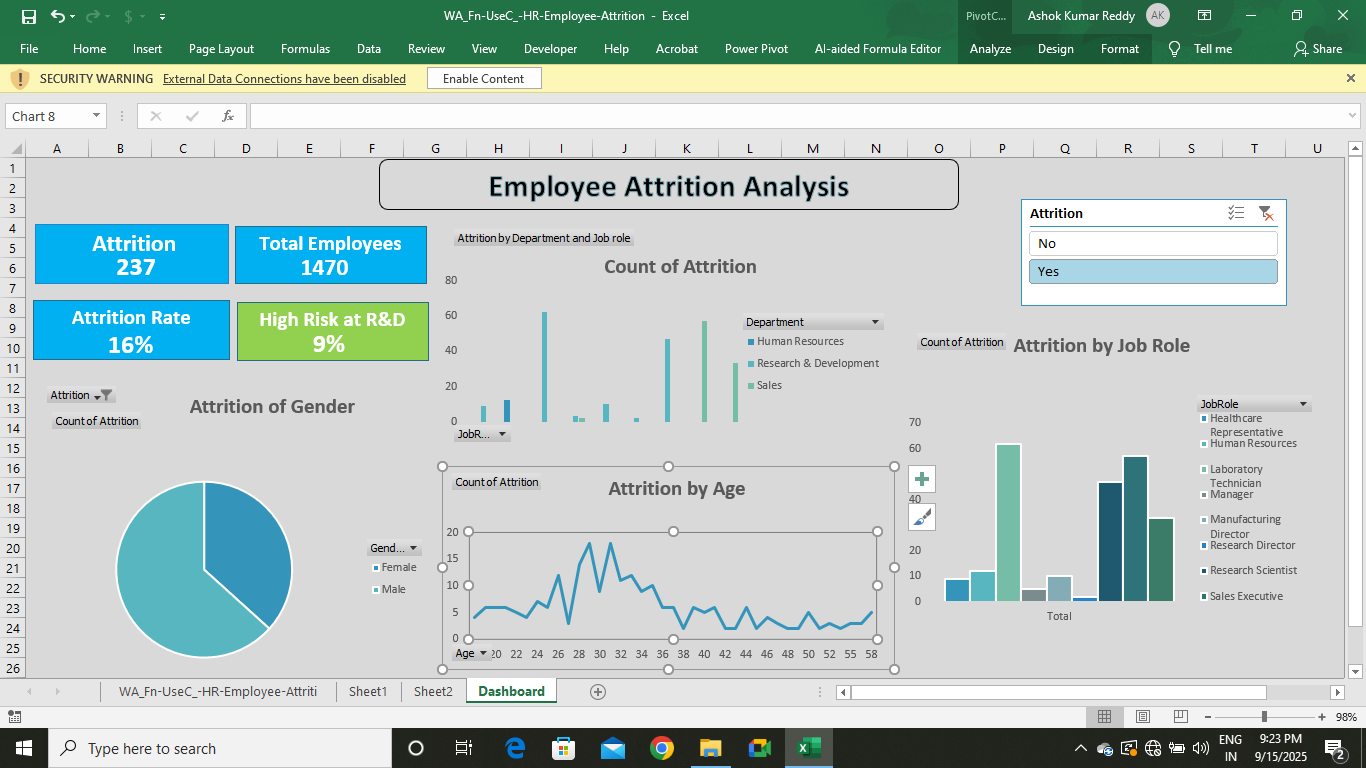 WA_Fn-UseC_-HR-Employee-Attrition - Excel
PivotC...
Ashok Kumar Reddy
AK
File Home Insert Page Layout Formulas Data Review View Developer Help Acrobat Power Pivot AI-aided Formula Editor Analyze Design Format Tell me Share
SECURITY WARNING External Data Connections have been disabled Enable Content
Chart 8
fx
A B C D E F G H I J K L M N O P Q R S T U
1
2
3
4
5
6
7
8
9
10
11
12
13
14
15
16
17
18
19
20
21
22
23
24
25
26
Employee Attrition Analysis
Attrition
237
Total Employees
1470
Attrition Rate
16%
High Risk at R&D
9%
Attrition
No
Yes
Attrition by Department and Job role
Count of Attrition
80
60
40
20
0
JobR...
Department
Human Resources
Research & Development
Sales
Attrition
Count of Attrition
Attrition of Gender
Gend...
Female
Male
Count of Attrition
Attrition by Age
20
15
10
5
0
Age
20 22 24 26 28 30 32 34 36 38 40 42 44 46 48 50 52 55 58
Count of Attrition
Attrition by Job Role
70
60
40
20
10
0
Total
JobRole
Healthcare
Representative
Human Resources
Laboratory
Technician
Manager
Manufacturing
Director
Research Director
Research Scientist
Sales Executive
WA_Fn-UseC_-HR-Employee-Attriti Sheet1 Sheet2 Dashboard
98%
Type here to search
ENG
IN
9:23 PM
9/15/2025
2